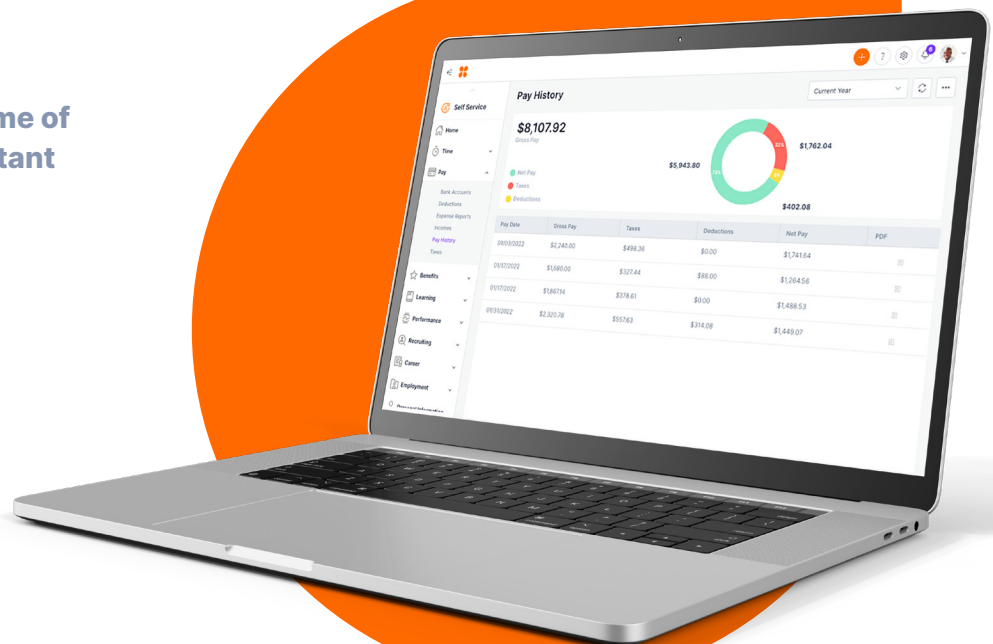 me of
tant
Self Service
Home
Time
Pay
Bank Accounts
Deductions
Expense Reports
Incomes
Pay History
Taxes
Benefits
Learning
Performance
Recruiting
Career
Employment
Pay History
Current Year
?
$8,107.92
Gross Pay
Net Pay
Taxes
Deductions
$5,943.80
22%
$1,762.04
$402.08
Pay Date Gross Pay Taxes Deductions Net Pay PDF
01/03/2022 $2,240.00 $498.36 $0.00 $1,741.64
01/17/2022 $1,680.00 $327.44 $88.00 $1,264.56
01/17/2022 $1,867.14 $378.61 $0.00 $1,488.53
01/31/2022 $2,320.78 $557.63 $314.08 $1,449.07